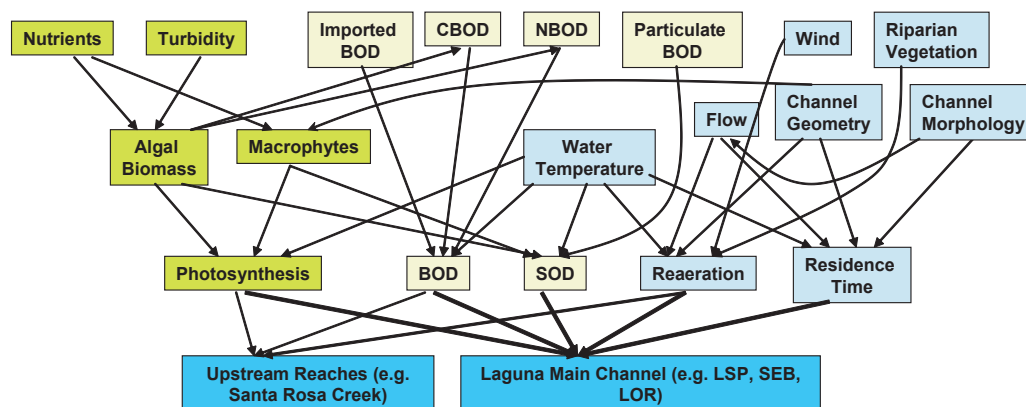 Nutrients
Turbidity
Imported
BOD
CBOD
NBOD
Particulate
BOD
Wind
Riparian
Vegetation
Algal
Biomass
Macrophytes
Water
Temperature
Flow
Channel
Geometry
Channel
Morphology
Photosynthesis
BOD
SOD
Reaeration
Residence
Time
Upstream Reaches (e.g.
Santa Rosa Creek)
Laguna Main Channel (e.g. LSP, SEB,
LOR)